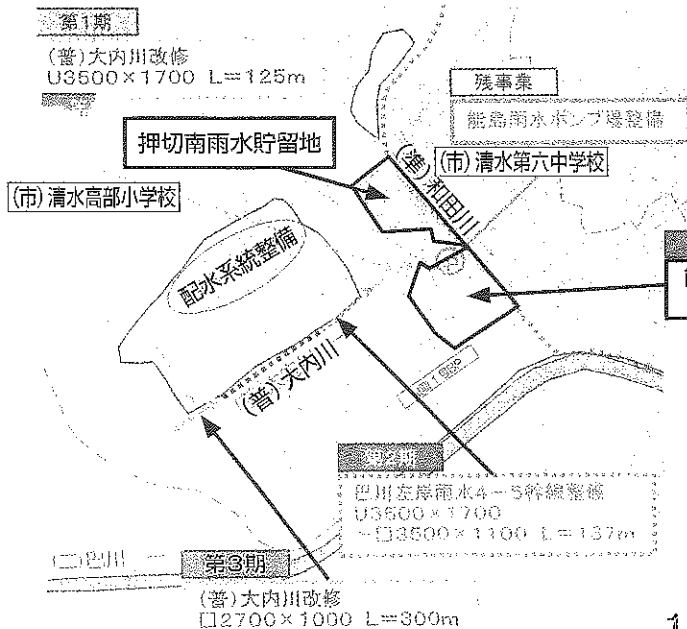 第1期
(普)大内川改修
U3500×1700 L=125m
残事業
能島雨水ポンプ場整備
押切南雨水貯留地
(準)和田川
(市)清水第六中学校
(市)清水高部小学校
配水系統整備
(普)大内川
第2期
巴川左岸雨水4-5幹線整備
U3500×1700
~□3500×1100 L=137m
(二)巴川
第3期
(普)大内川改修
□2700×1000 L=300m
1